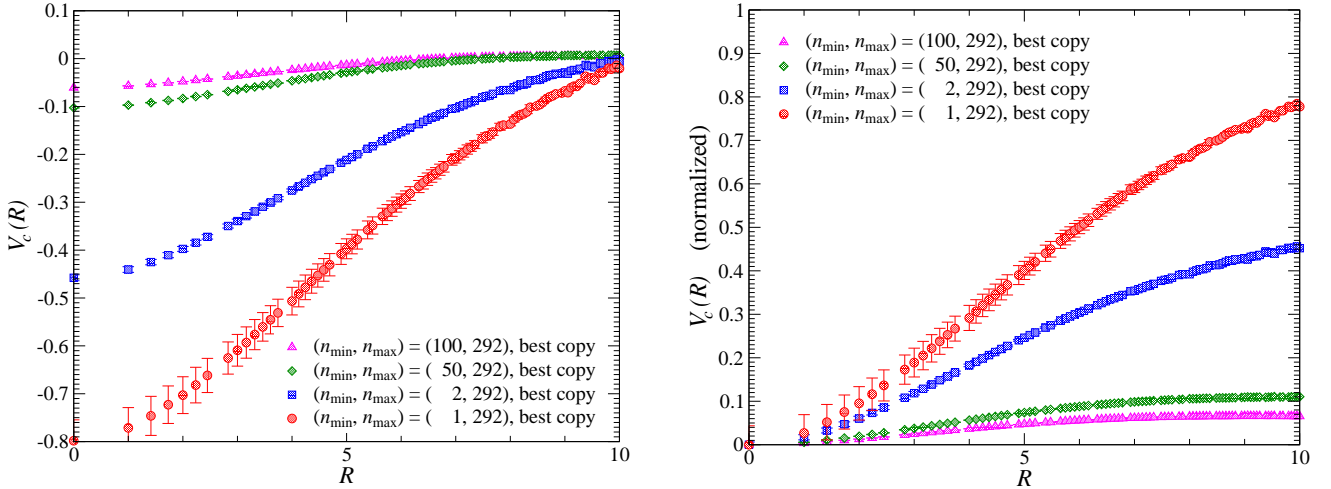 0.1
0
-0.1
-0.2
-0.3
-0.4
-0.5
-0.6
-0.7
-0.8
V_c(R)
(n_min, n_max) = (100, 292), best copy
(n_min, n_max) = ( 50, 292), best copy
(n_min, n_max) = ( 2, 292), best copy
(n_min, n_max) = ( 1, 292), best copy
0 5 10
R
1
0.9
0.8
0.7
0.6
0.5
0.4
0.3
0.2
0.1
0
V_c(R) (normalized)
(n_min, n_max) = (100, 292), best copy
(n_min, n_max) = ( 50, 292), best copy
(n_min, n_max) = ( 2, 292), best copy
(n_min, n_max) = ( 1, 292), best copy
0 5 10
R